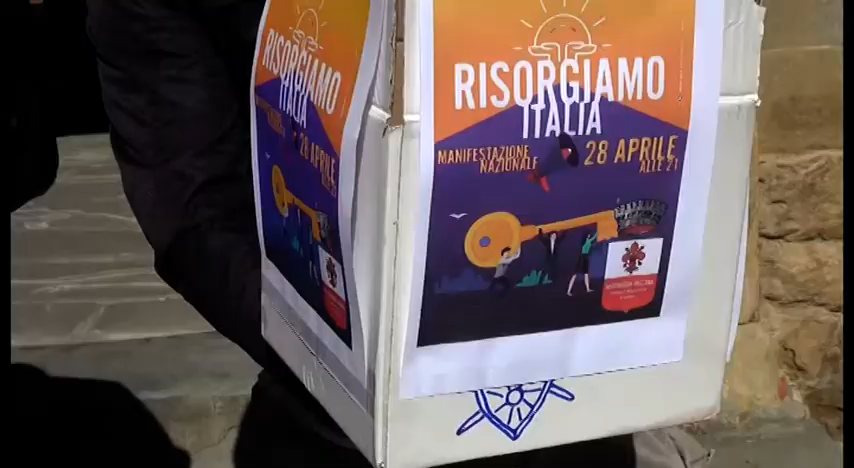 RISORGIAMO
ITALIA
28 APRILE
RISORGIAMO
ITALIA
MANIFESTAZIONE
NAZIONALE
28 APRILE
ALLE 21